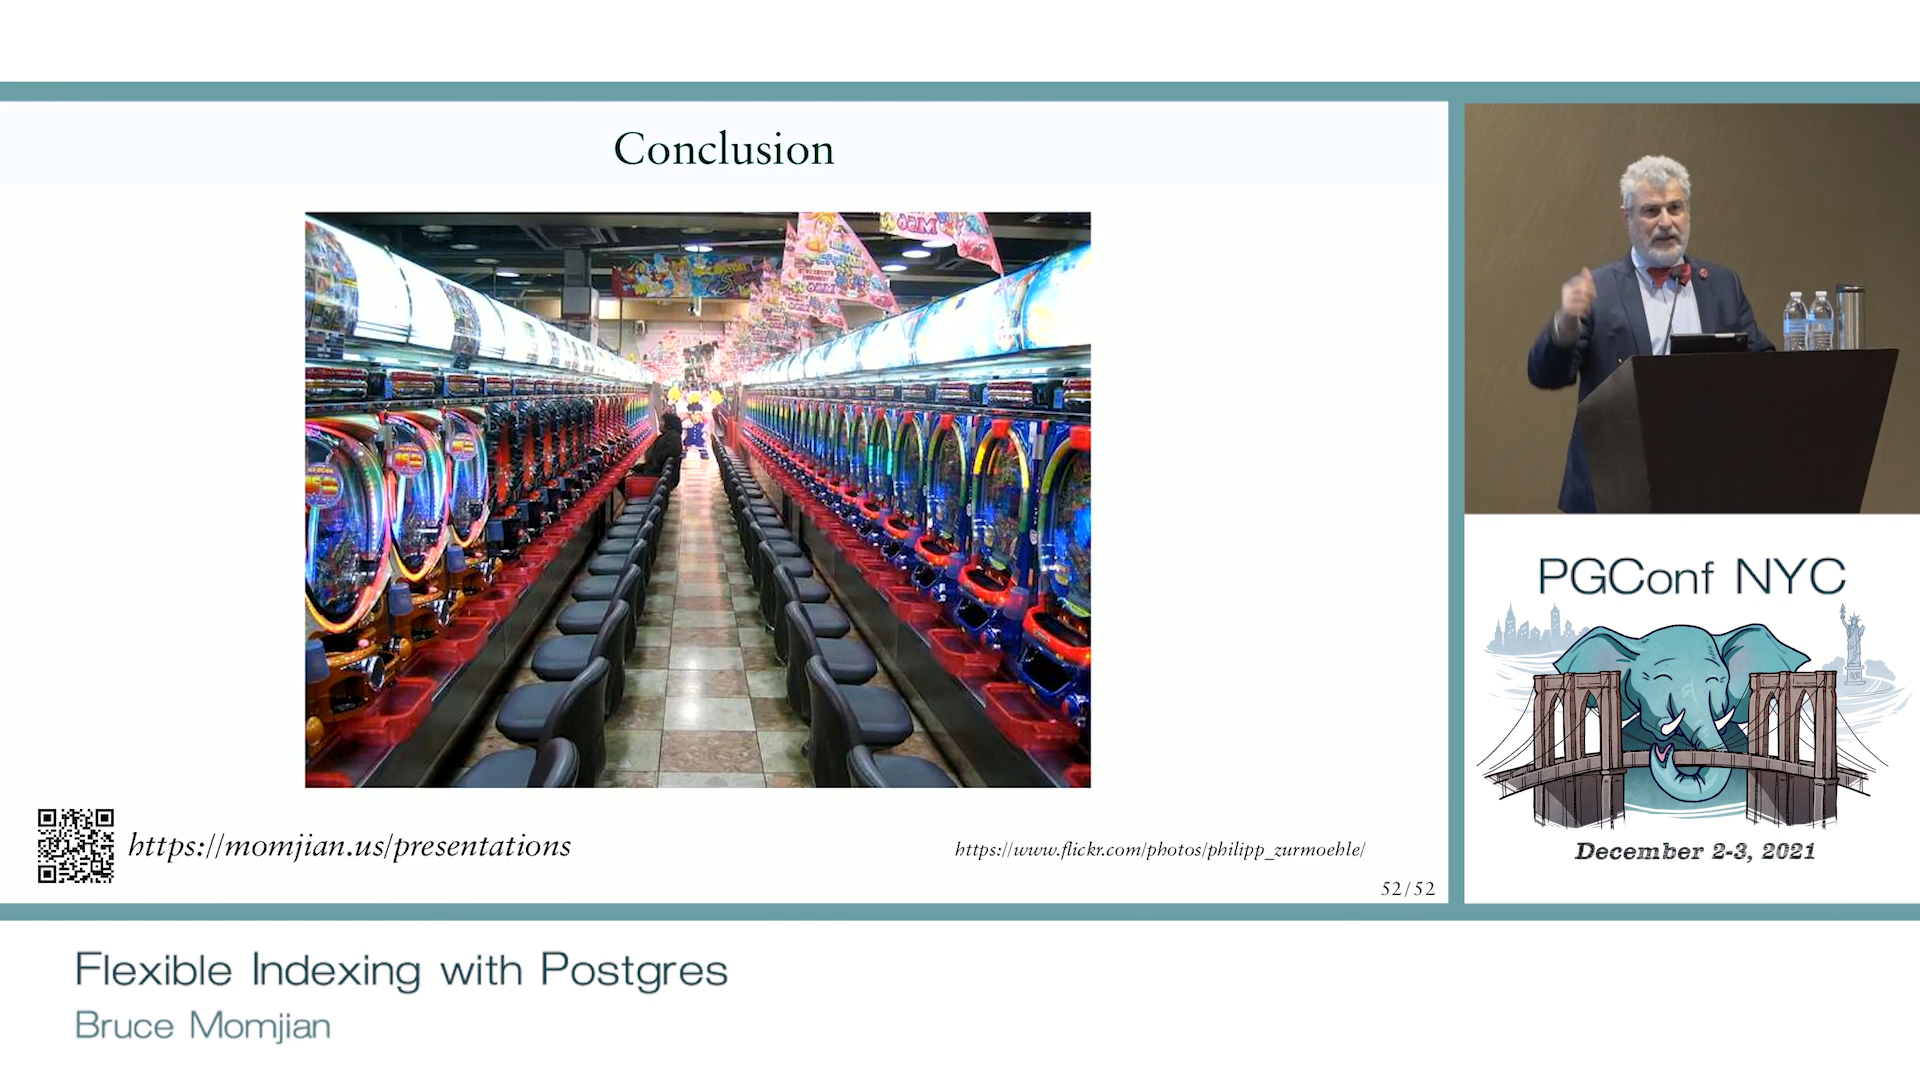 Conclusion
https://momjian.us/presentations
https://www.flickr.com/photos/philipp_zurmoehle/
52/52
PGConf NYC
December 2-3, 2021
Flexible Indexing with Postgres
Bruce Momjian